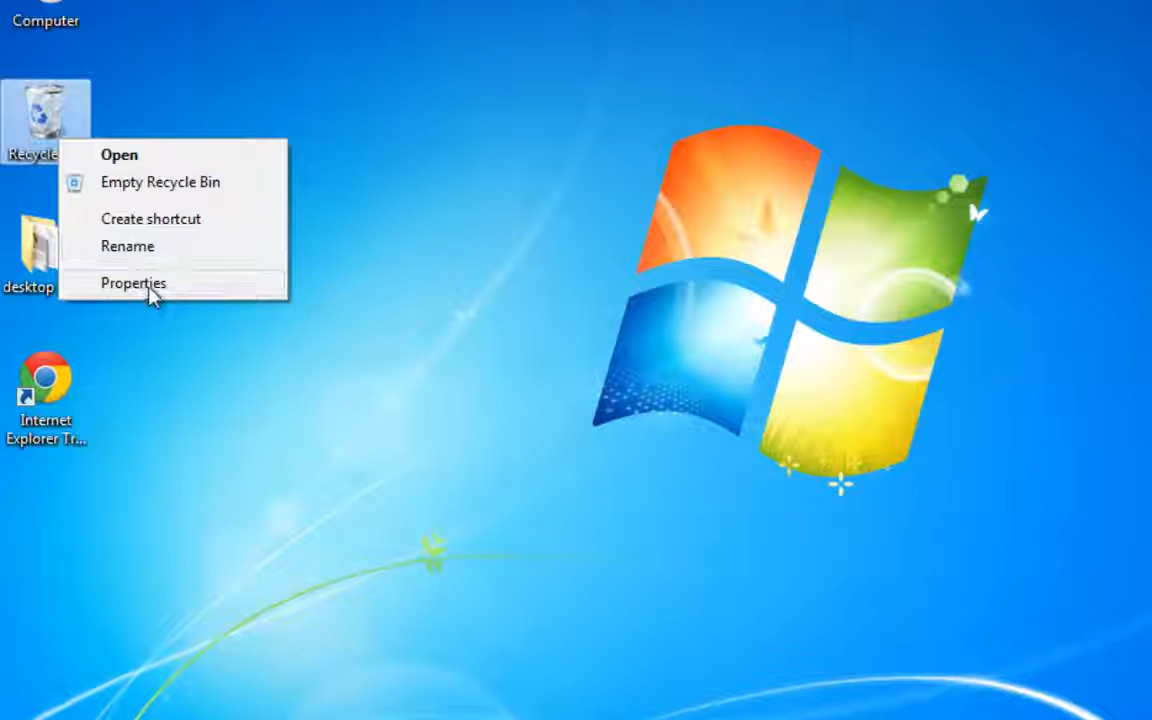 Computer
Recycle
Open
Empty Recycle Bin
Create shortcut
Rename
Properties
desktop
Internet
Explorer Tr...